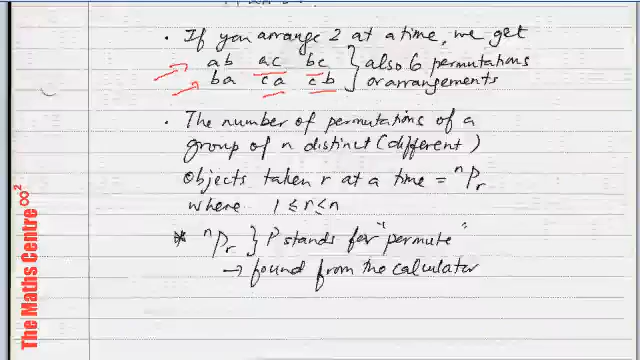 • If you arrange 2 at a time, we get
ab ac bc } also 6 permutations
ba ca cb } or arrangements
• The number of permutations of a
group of n distinct (different)
objects taken r at a time = ⁿPᵣ
where 1 ≤ r ≤ n
* ⁿPᵣ } P stands for "permute"
→ found from the calculator
The Maths Centre ∞²